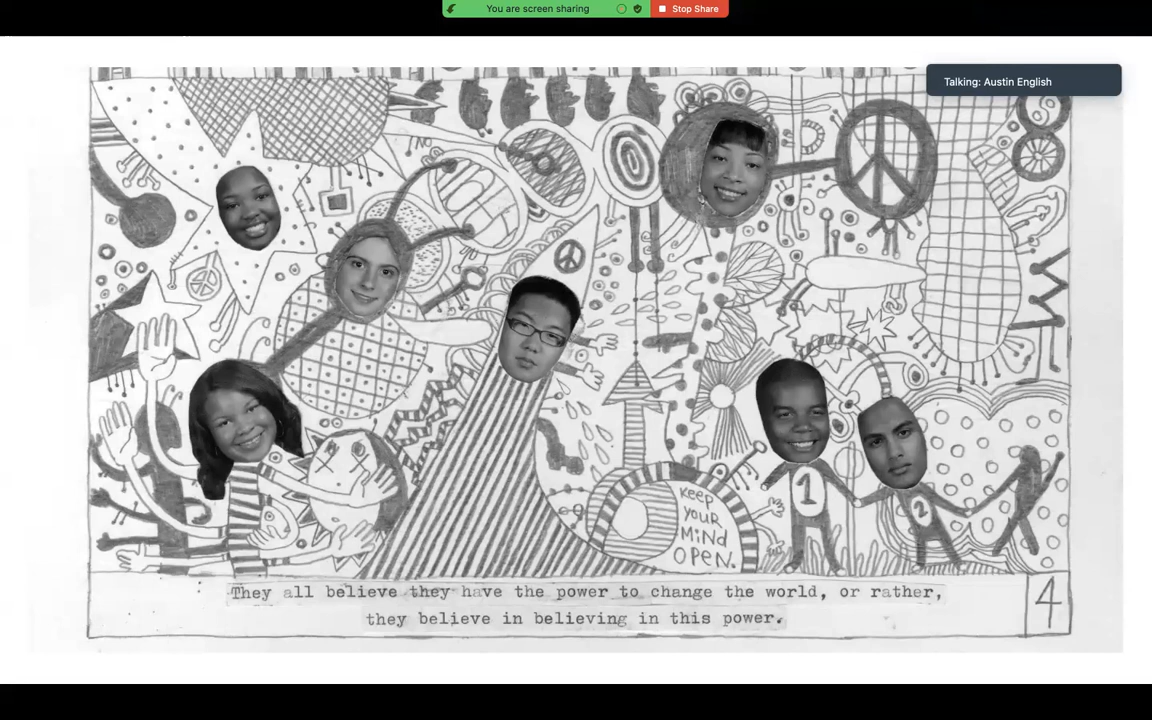 You are screen sharing
Stop Share
Talking: Austin English
NO
KEEP
YOUR
MiND
OPEN.
1
2
They all believe they have the power to change the world, or rather,
they believe in believing in this power.
4